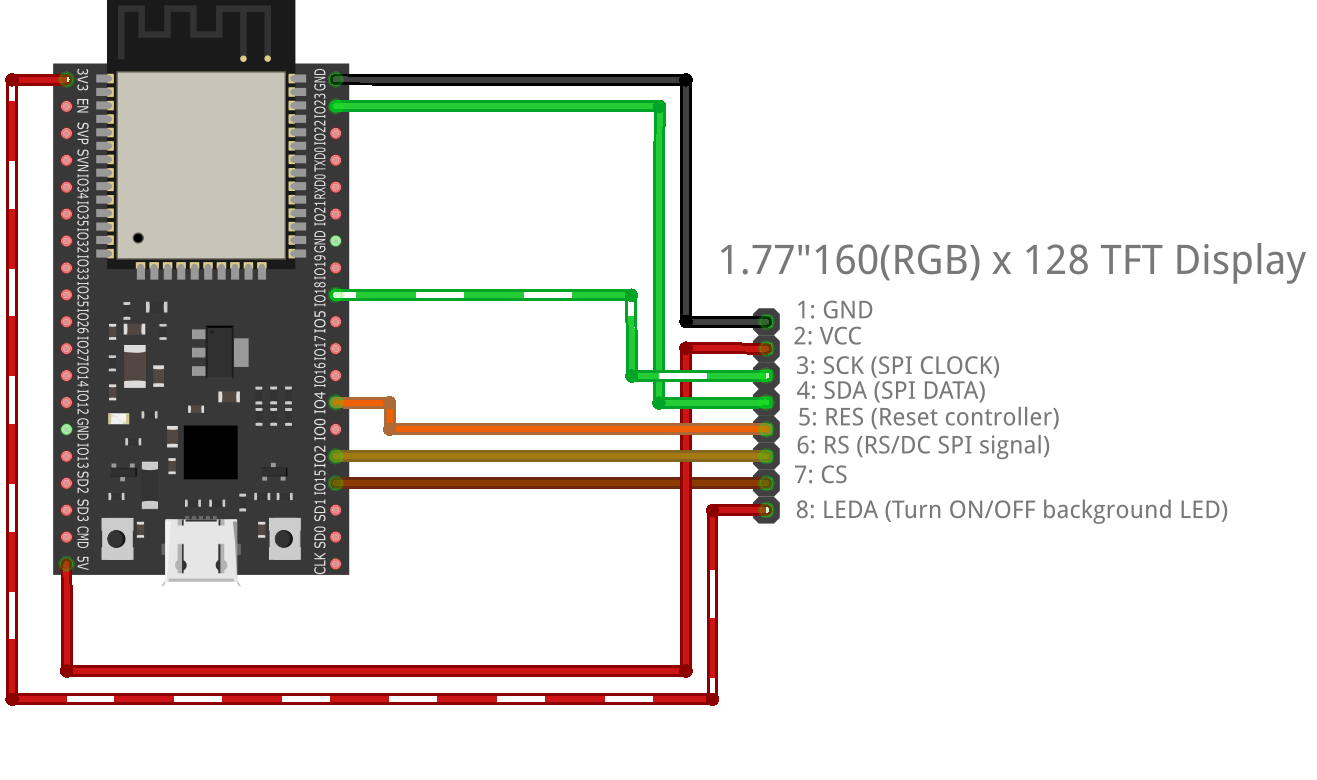 3V3
EN
SVP
SVN
IO34
IO35
IO32
IO33
IO25
IO26
IO27
IO14
IO12
GND
IO13
SD2
SD3
CMD
5V
GND
IO23
IO22
TXD0
RXD0
IO21
GND
IO19
IO18
IO5
IO17
IO16
IO4
IO0
IO2
IO15
SD1
SD0
CLK
1.77"160(RGB) x 128 TFT Display
1: GND
2: VCC
3: SCK (SPI CLOCK)
4: SDA (SPI DATA)
5: RES (Reset controller)
6: RS (RS/DC SPI signal)
7: CS
8: LEDA (Turn ON/OFF background LED)